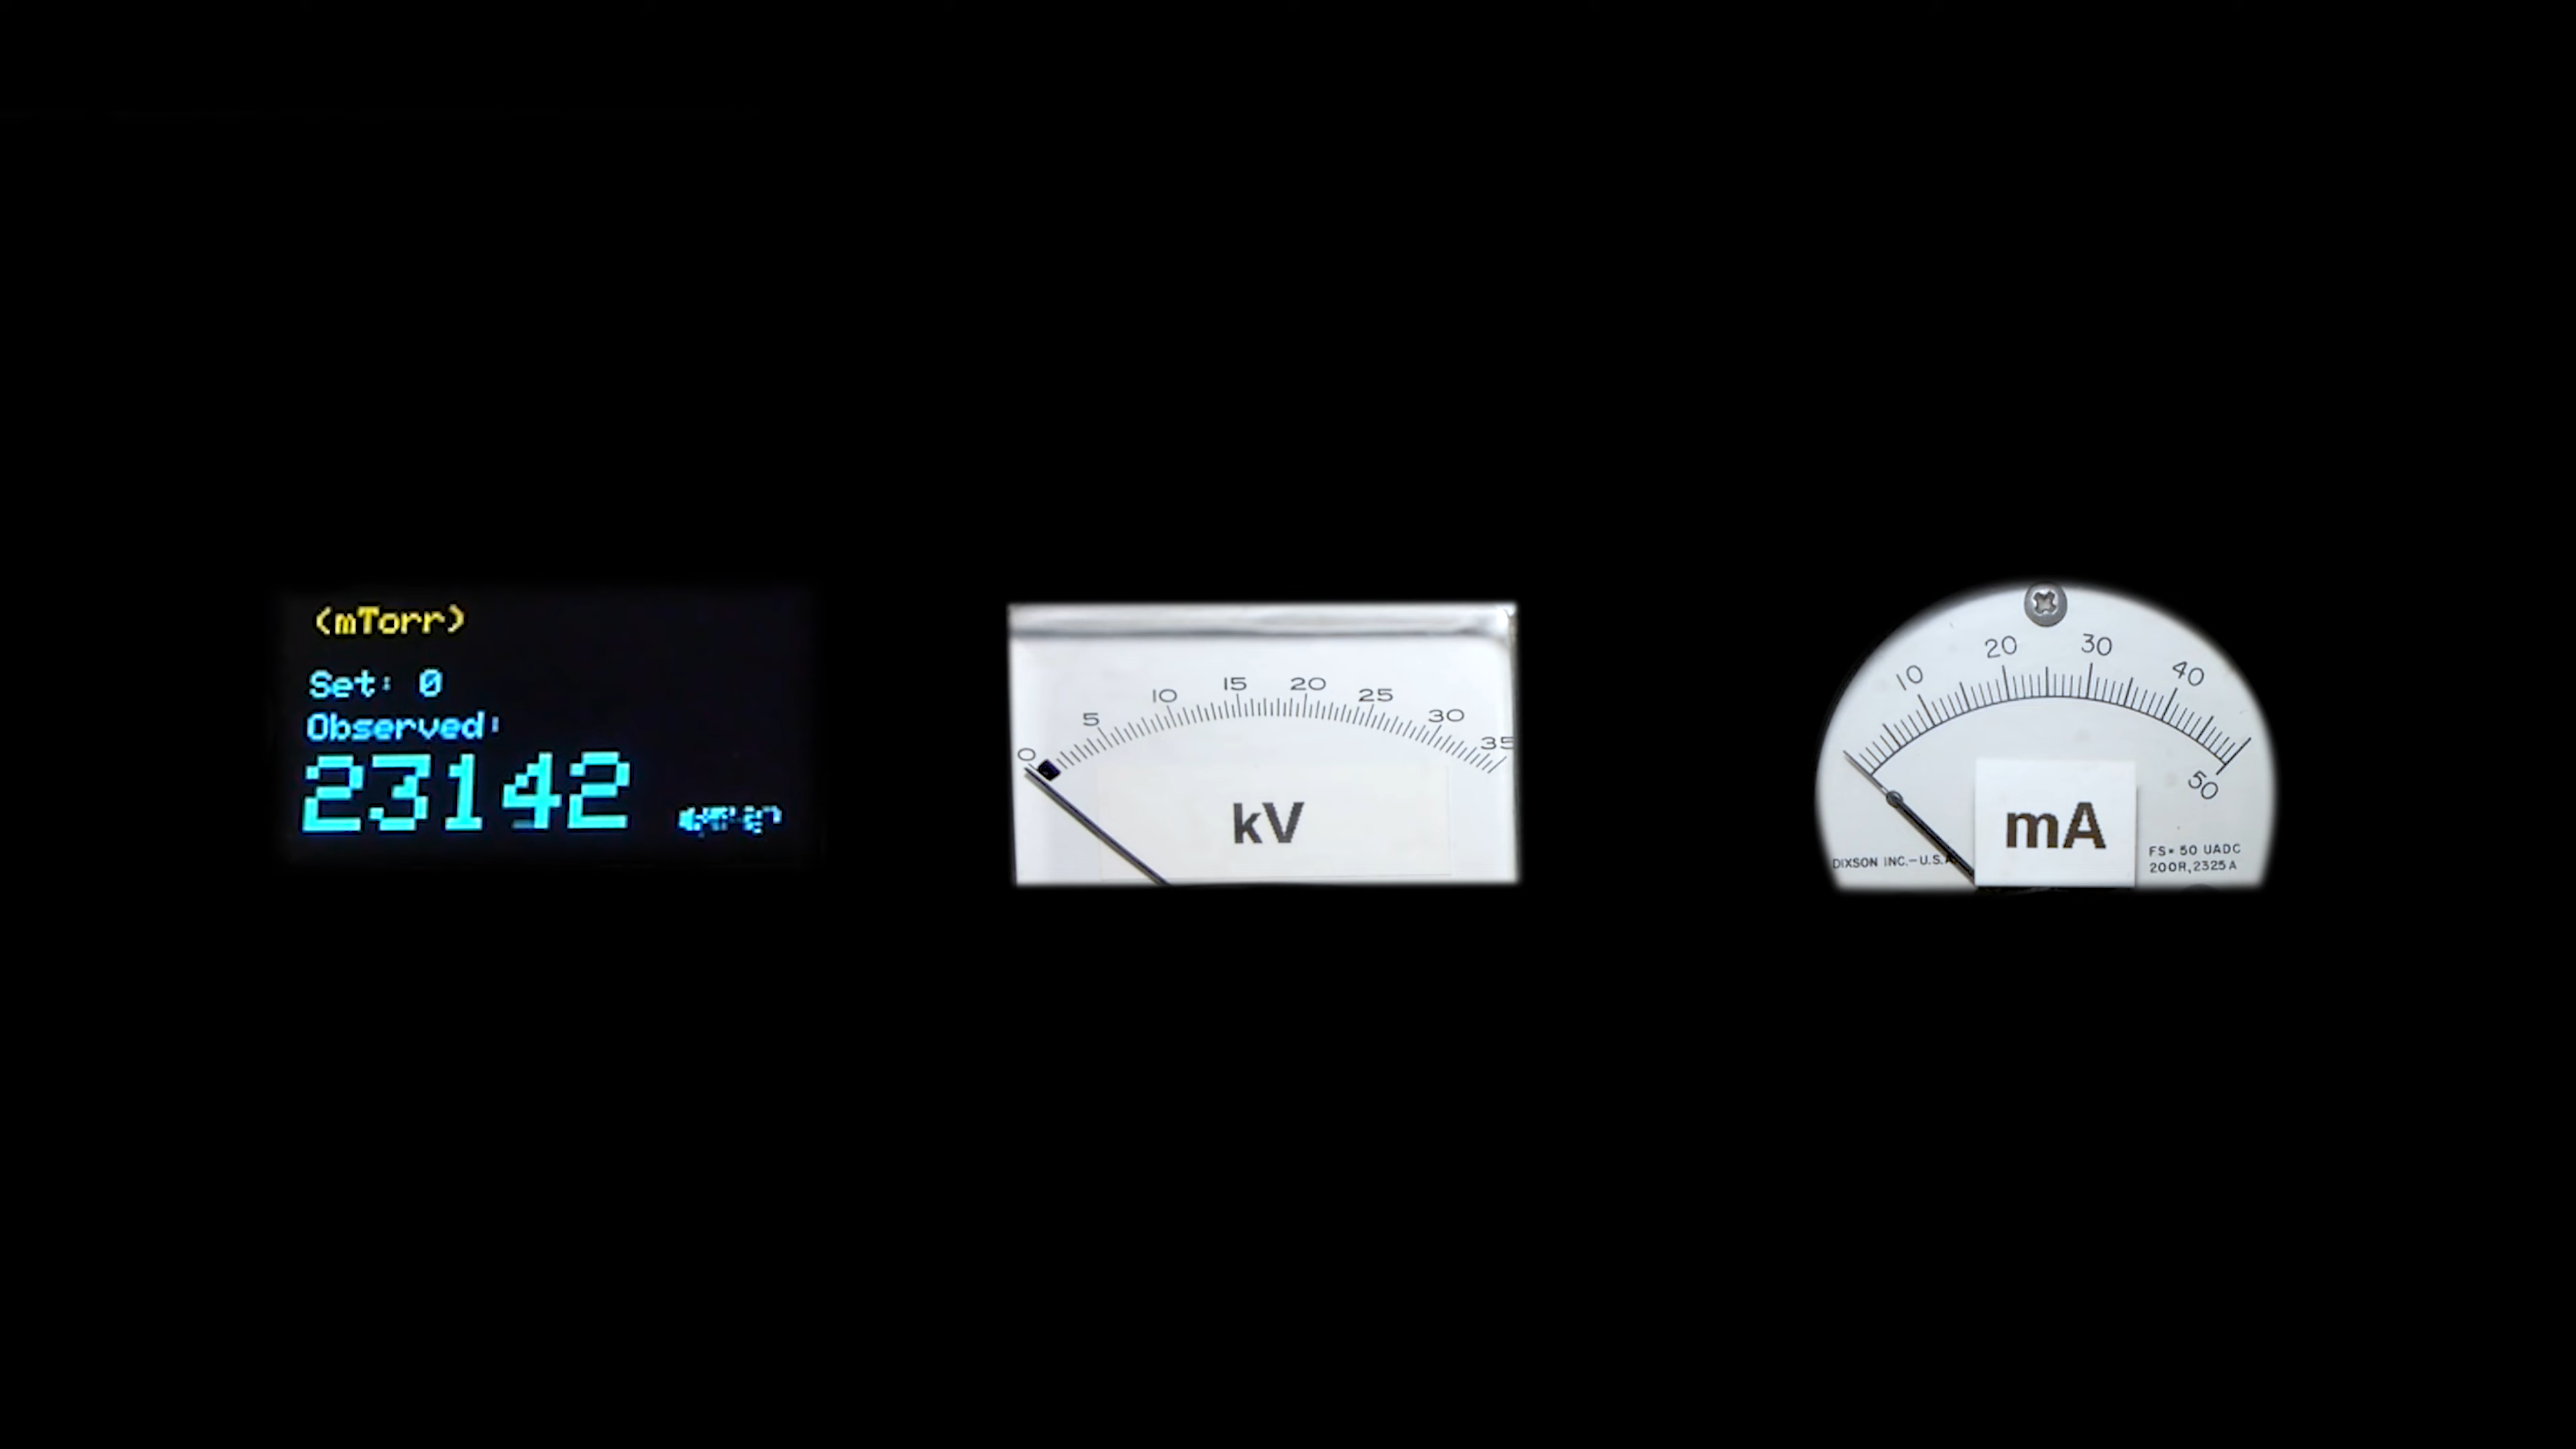 (mTorr)
Set: 0
Observed:
23142
0 5 10 15 20 25 30 35
kV
10 20 30 40 50
mA
DIXSON INC.–U.S.A.
FS= 50 UADC
200R, 2325A